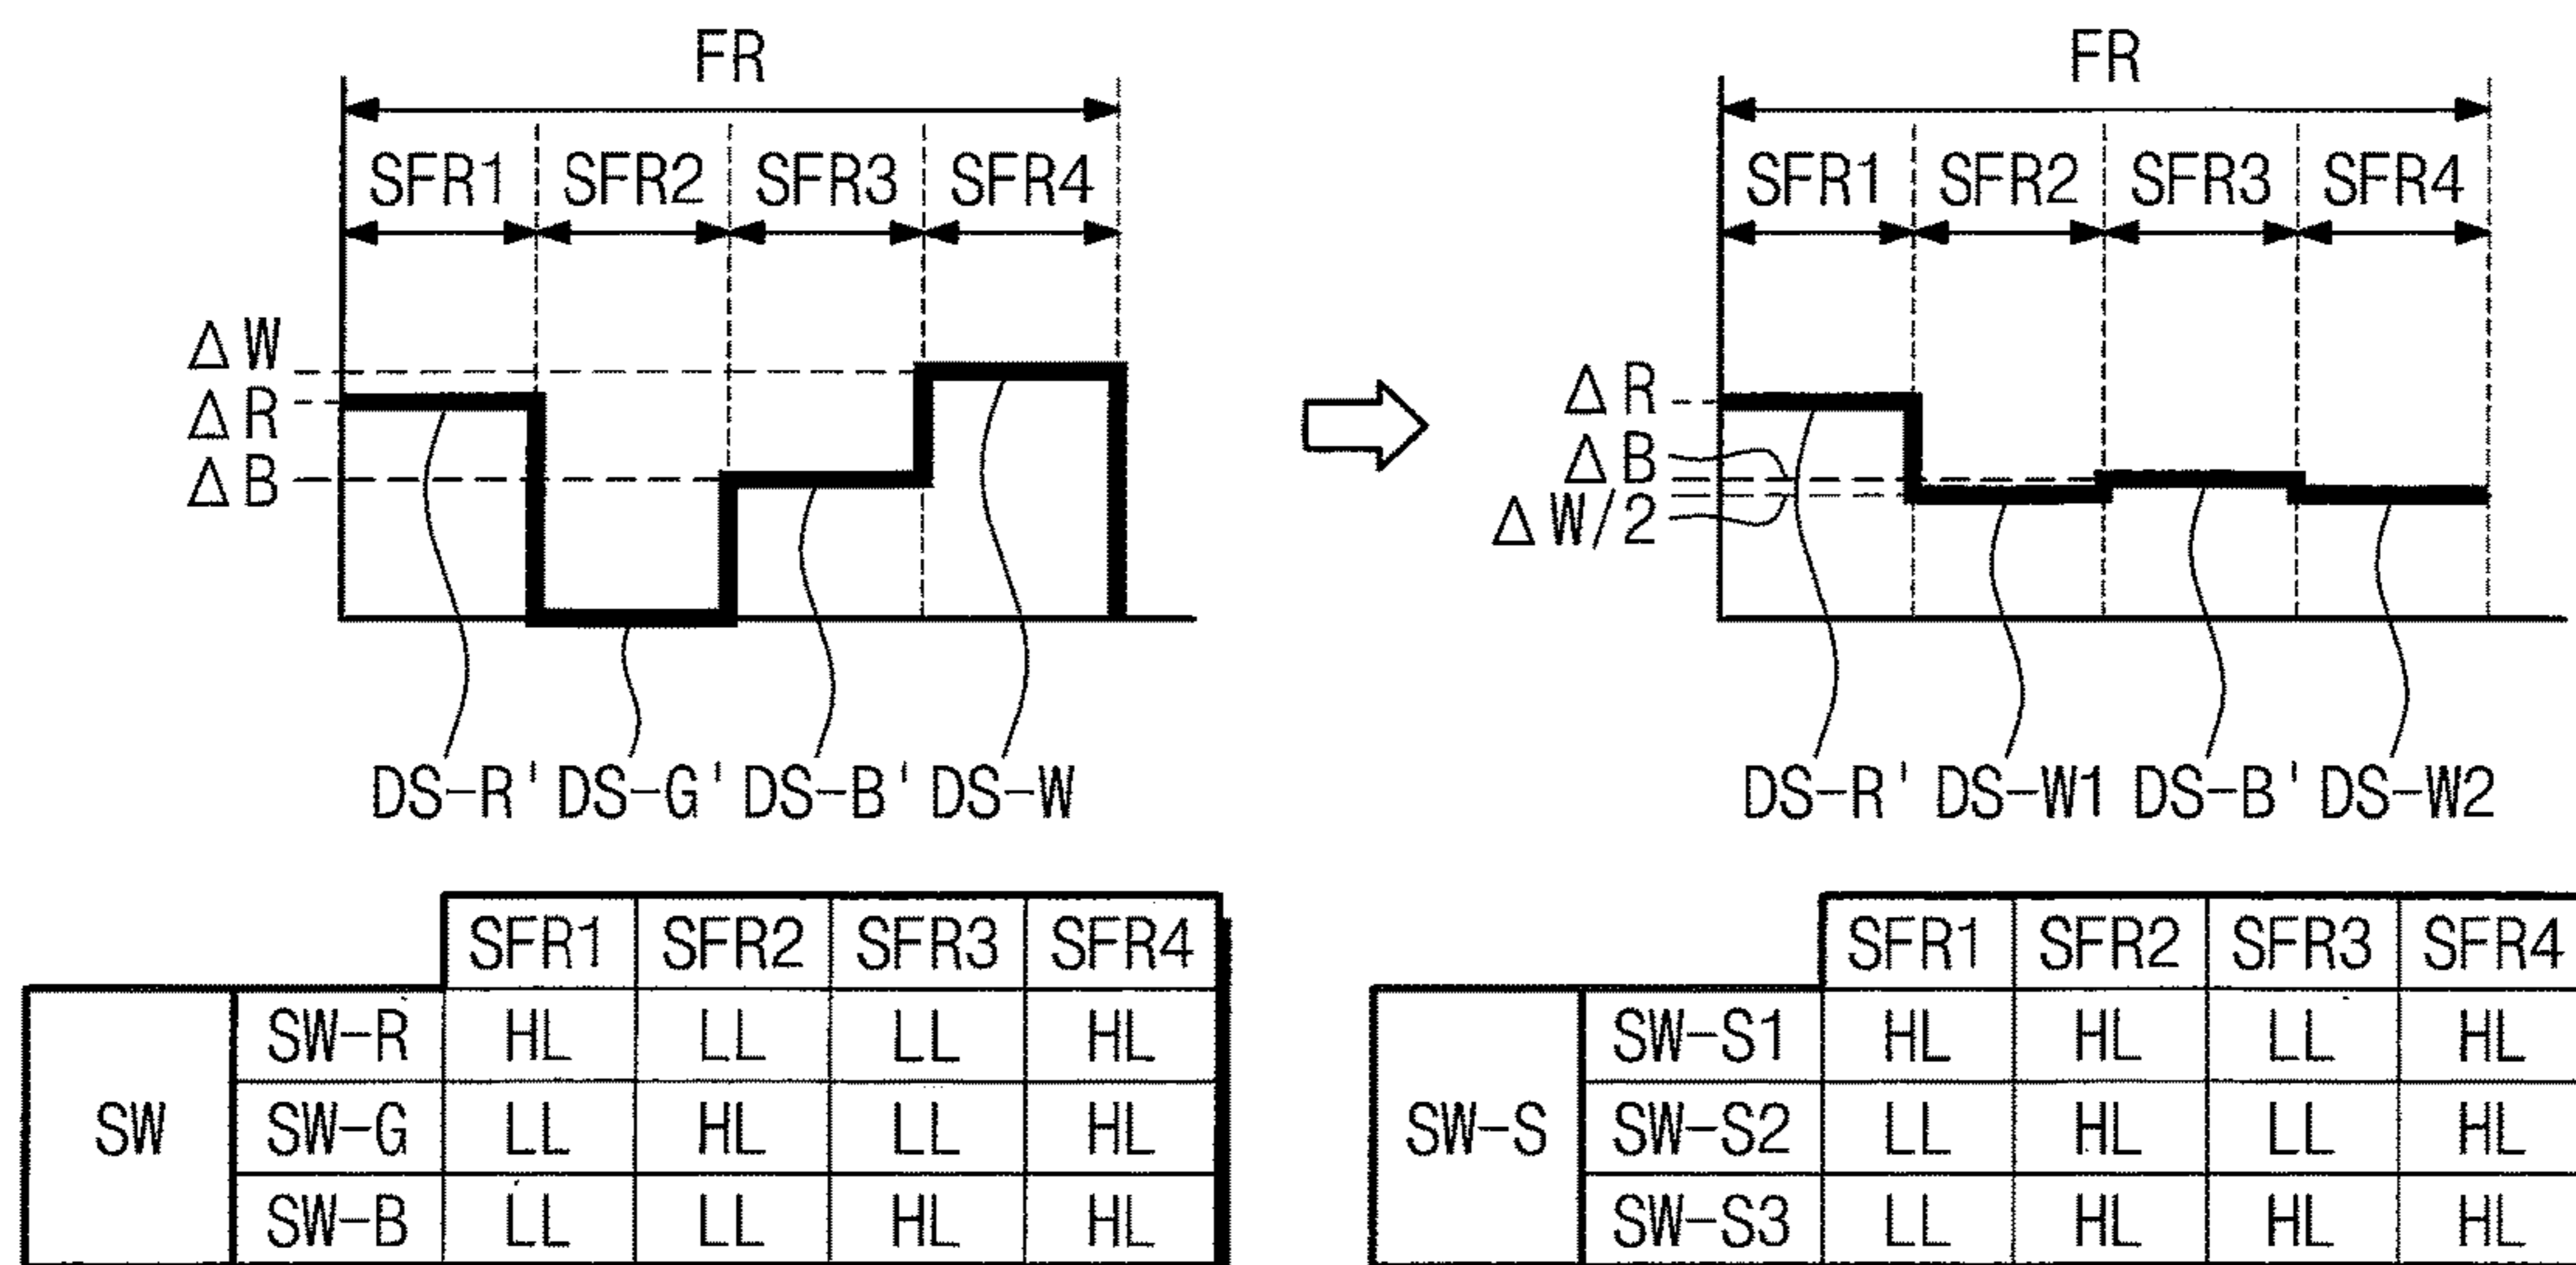 FR
SFR1 SFR2 SFR3 SFR4
ΔW
ΔR
ΔB
DS-R' DS-G' DS-B' DS-W
FR
SFR1 SFR2 SFR3 SFR4
ΔR
ΔB
ΔW/2
DS-R' DS-W1 DS-B' DS-W2
SFR1 SFR2 SFR3 SFR4
SW
SW-R HL LL LL HL
SW-G LL HL LL HL
SW-B LL LL HL HL
SFR1 SFR2 SFR3 SFR4
SW-S
SW-S1 HL HL LL HL
SW-S2 LL HL LL HL
SW-S3 LL HL HL HL